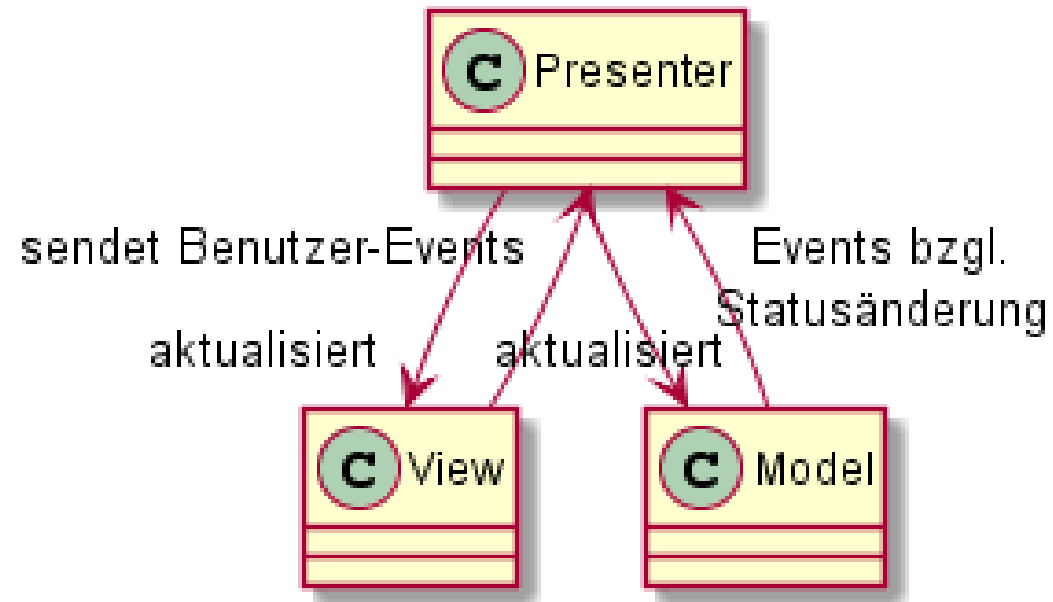 C Presenter
sendet Benutzer-Events
Events bzgl.
Statusänderung
aktualisiert
aktualisiert
C View
C Model